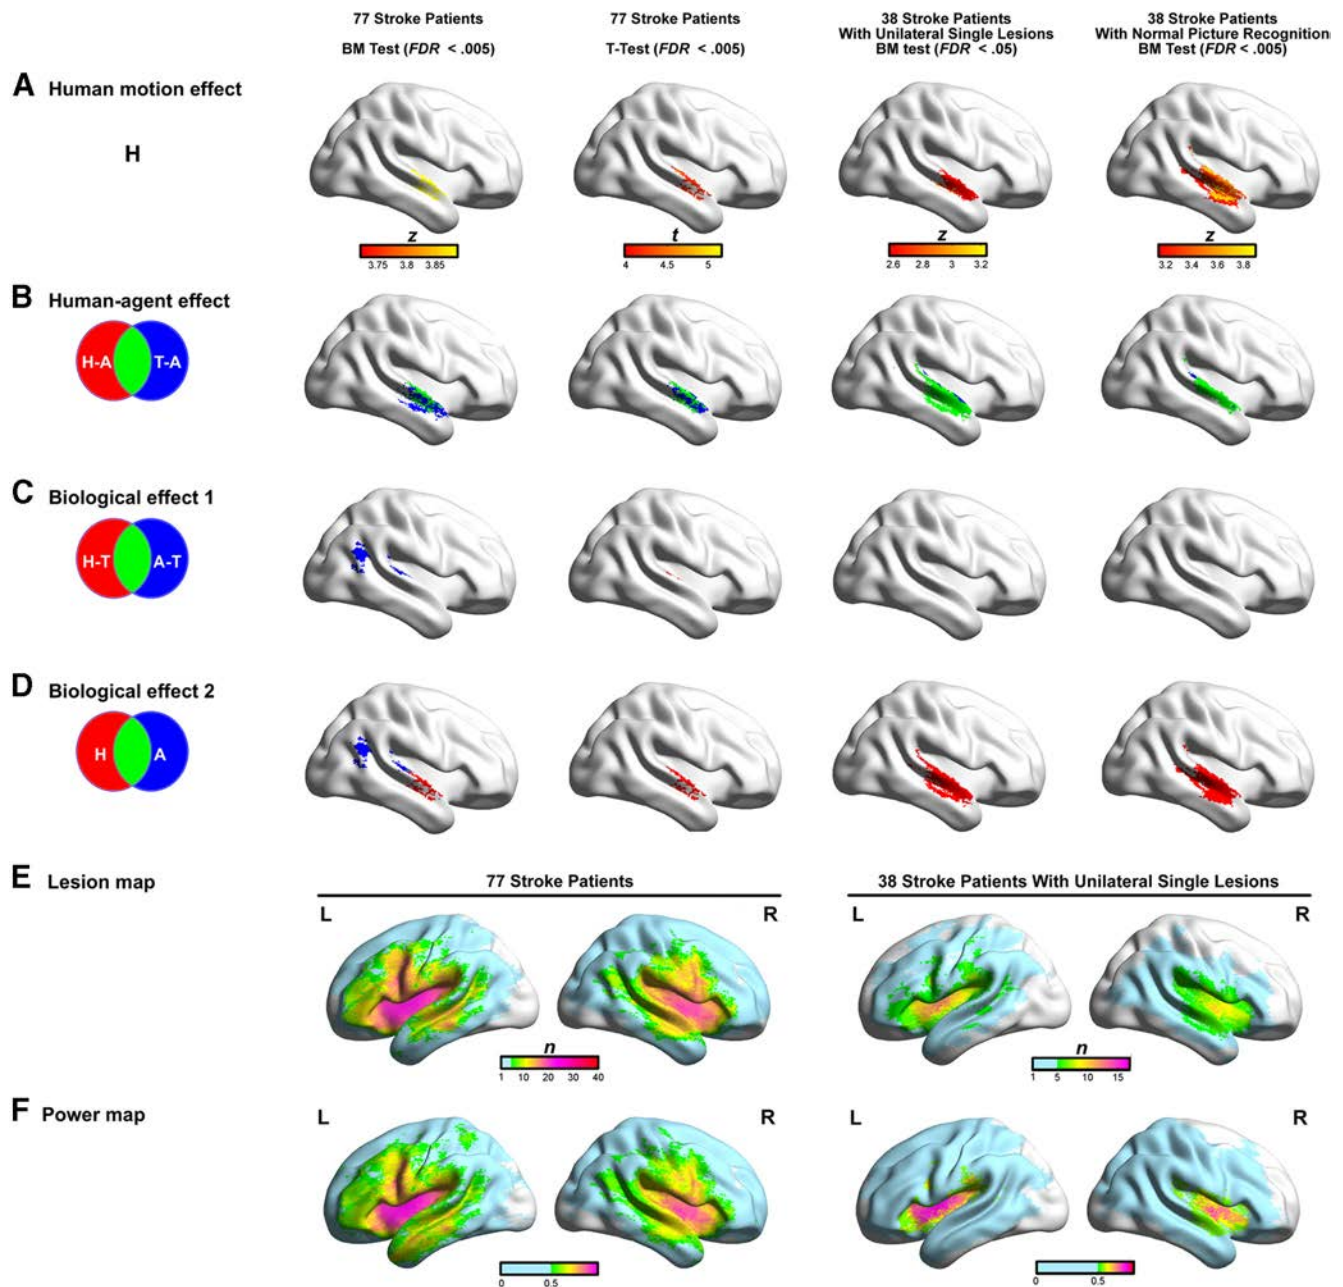 77 Stroke Patients
BM Test (FDR < .005)
77 Stroke Patients
T-Test (FDR < .005)
38 Stroke Patients
With Unilateral Single Lesions
BM test (FDR < .05)
38 Stroke Patients
With Normal Picture Recognition
BM Test (FDR < .005)
A Human motion effect
H
z
3.75 3.8 3.85
t
4 4.5 5
z
2.6 2.8 3 3.2
z
3.2 3.4 3.6 3.8
B Human-agent effect
H-A T-A
C Biological effect 1
H-T A-T
D Biological effect 2
H A
E Lesion map
77 Stroke Patients
38 Stroke Patients With Unilateral Single Lesions
L R L R
n
1 10 20 30 40
n
1 5 10 15
F Power map
L R L R
0 0.5
0 0.5